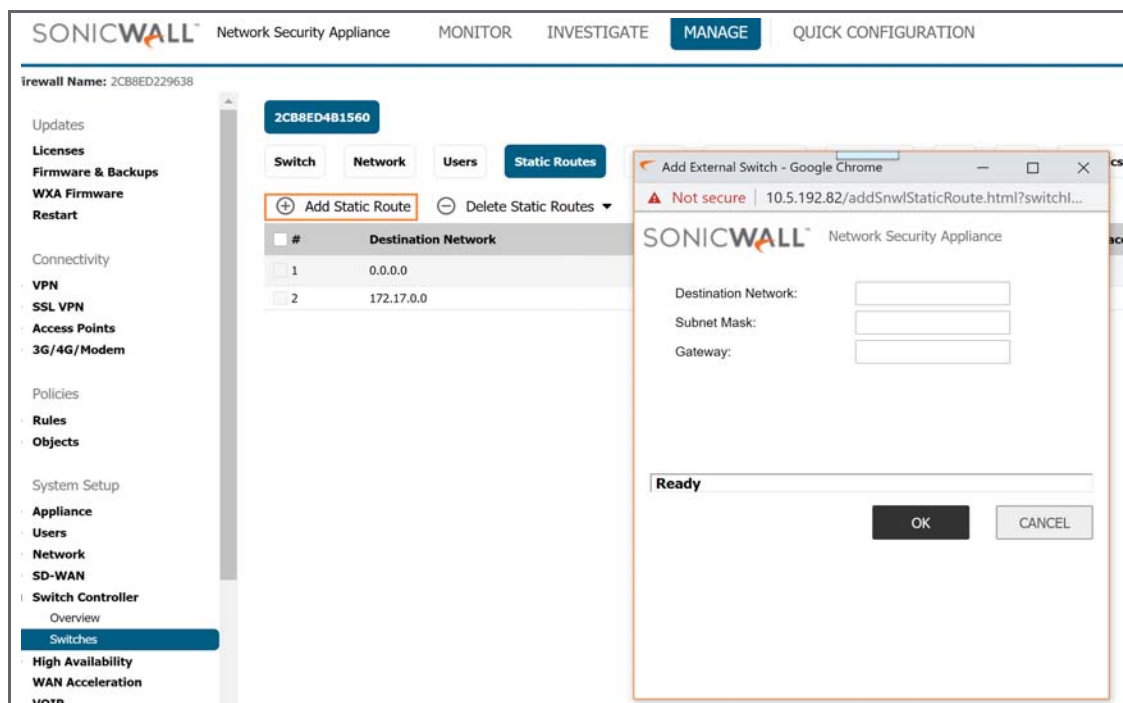 SONICWALL Network Security Appliance MONITOR INVESTIGATE MANAGE QUICK CONFIGURATION
irewall Name: 2CB8ED229638
Updates
Licenses
Firmware & Backups
WXA Firmware
Restart
Connectivity
VPN
SSL VPN
Access Points
3G/4G/Modem
Policies
Rules
Objects
System Setup
Appliance
Users
Network
SD-WAN
Switch Controller
Overview
Switches
High Availability
WAN Acceleration
VOIP
2CB8ED4B1560
Switch Network Users Static Routes
Add Static Route Delete Static Routes
# Destination Network
1 0.0.0.0
2 172.17.0.0
cs
Add External Switch - Google Chrome
Not secure 10.5.192.82/addSnwlStaticRoute.html?switchI...
SONICWALL Network Security Appliance
Destination Network:
Subnet Mask:
Gateway:
Ready
OK CANCEL